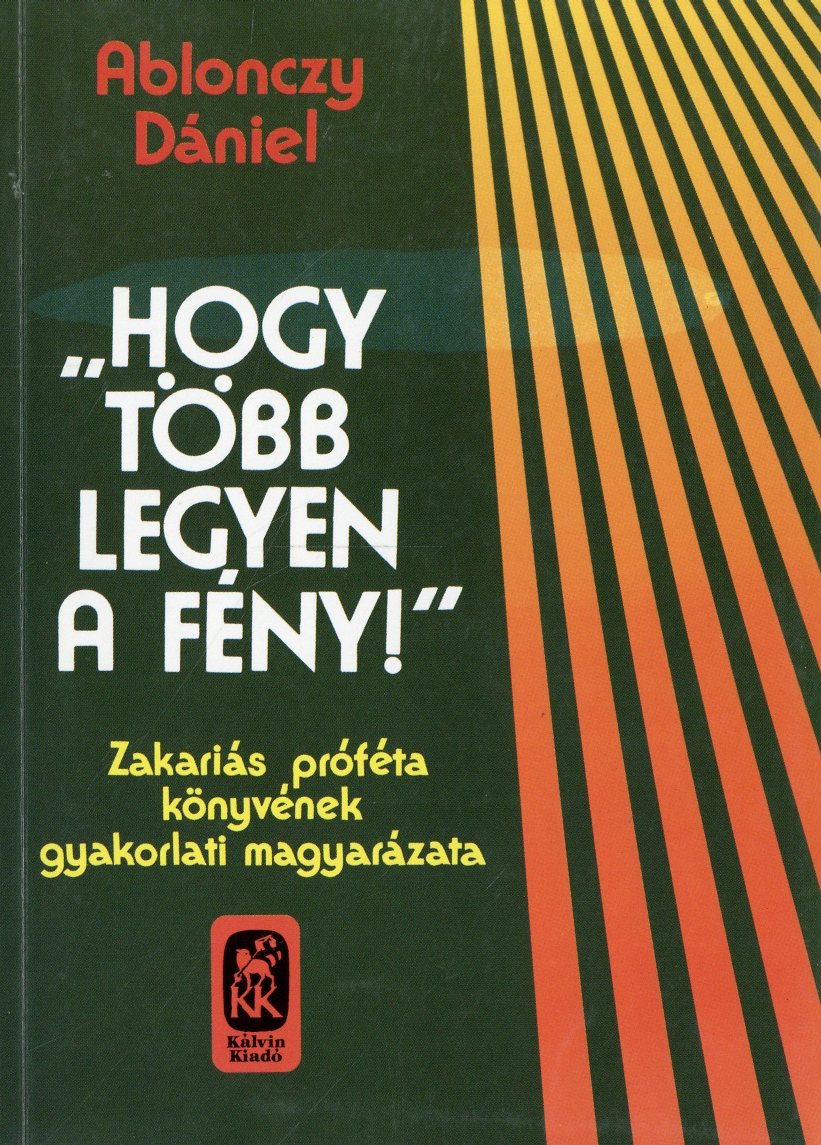 Ablonczy
Dániel
„HOGY
TÖBB
LEGYEN
A FÉNY!”
Zakariás próféta
könyvének
gyakorlati magyarázata
KK
Kálvin
Kiadó